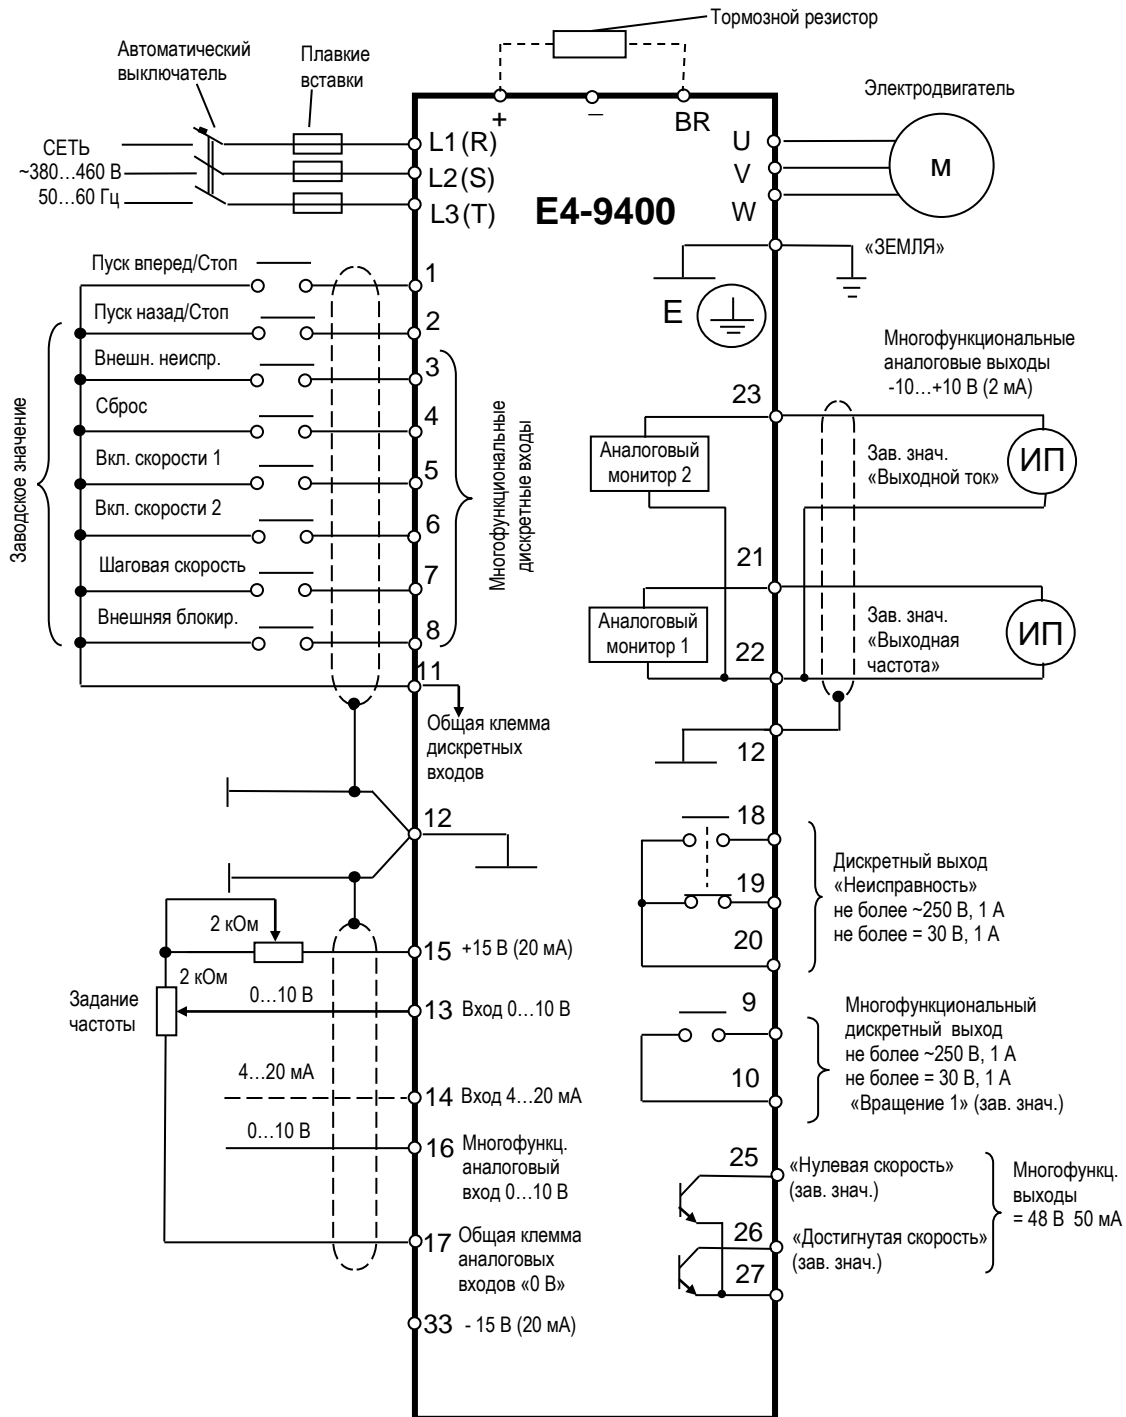 Тормозной резистор
Автоматический
выключатель
Плавкие
вставки
Электродвигатель
+
–
BR
СЕТЬ
~380…460 В
50…60 Гц
L1(R)
L2(S)
L3(T)
E4-9400
U
V
W
М
«ЗЕМЛЯ»
E
Заводское значение
Пуск вперед/Стоп
1
Пуск назад/Стоп
2
Внешн. неиспр.
3
Сброс
4
Вкл. скорости 1
5
Вкл. скорости 2
6
Шаговая скорость
7
Внешняя блокир.
8
Многофункциональные
дискретные входы
11
Общая клемма
дискретных
входов
12
2 кОм
15 +15 В (20 мА)
2 кОм
Задание
частоты
0…10 В
13 Вход 0…10 В
4…20 мА
14 Вход 4…20 мА
0…10 В
16 Многофункц.
аналоговый
вход 0…10 В
17 Общая клемма
аналоговых
входов «0 В»
33 - 15 В (20 мА)
Многофункциональные
аналоговые выходы
-10…+10 В (2 мА)
23
Аналоговый
монитор 2
Зав. знач.
«Выходной ток»
ИП
21
Аналоговый
монитор 1
22
Зав. знач.
«Выходная
частота»
ИП
12
18
19
20
Дискретный выход
«Неисправность»
не более ~250 В, 1 А
не более = 30 В, 1 А
9
10
Многофункциональный
дискретный выход
не более ~250 В, 1 А
не более = 30 В, 1 А
«Вращение 1» (зав. знач.)
25
«Нулевая скорость»
(зав. знач.)
26
«Достигнутая скорость»
(зав. знач.)
27
Многофункц.
выходы
= 48 В 50 мА